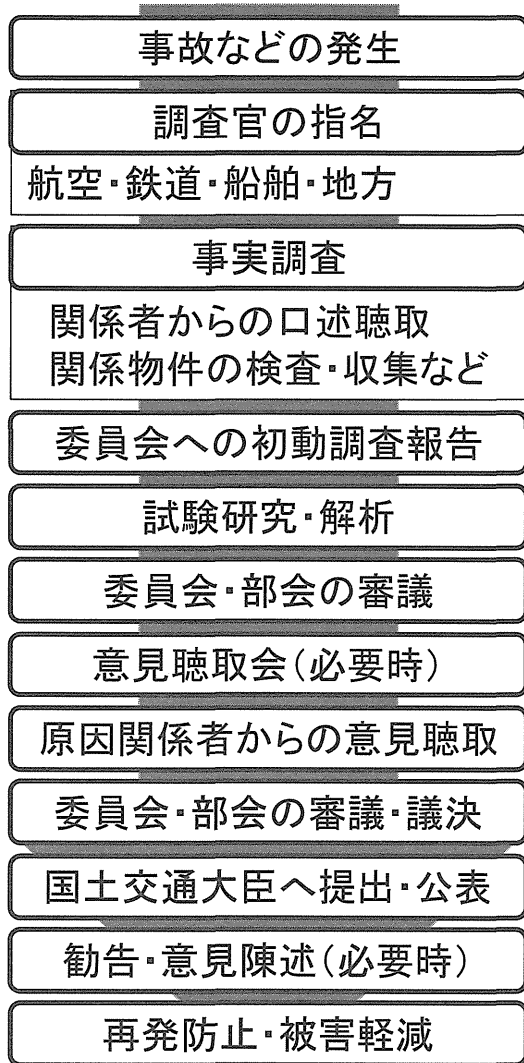 事故などの発生
調査官の指名
航空・鉄道・船舶・地方
事実調査
関係者からの口述聴取
関係物件の検査・収集など
委員会への初動調査報告
試験研究・解析
委員会・部会の審議
意見聴取会(必要時)
原因関係者からの意見聴取
委員会・部会の審議・議決
国土交通大臣へ提出・公表
勧告・意見陳述(必要時)
再発防止・被害軽減